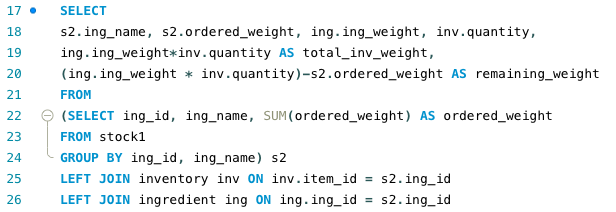 17 SELECT
18 s2.ing_name, s2.ordered_weight, ing.ing_weight, inv.quantity,
19 ing.ing_weight*inv.quantity AS total_inv_weight,
20 (ing.ing_weight * inv.quantity)-s2.ordered_weight AS remaining_weight
21 FROM
22 (SELECT ing_id, ing_name, SUM(ordered_weight) AS ordered_weight
23 FROM stock1
24 GROUP BY ing_id, ing_name) s2
25 LEFT JOIN inventory inv ON inv.item_id = s2.ing_id
26 LEFT JOIN ingredient ing ON ing.ing_id = s2.ing_id